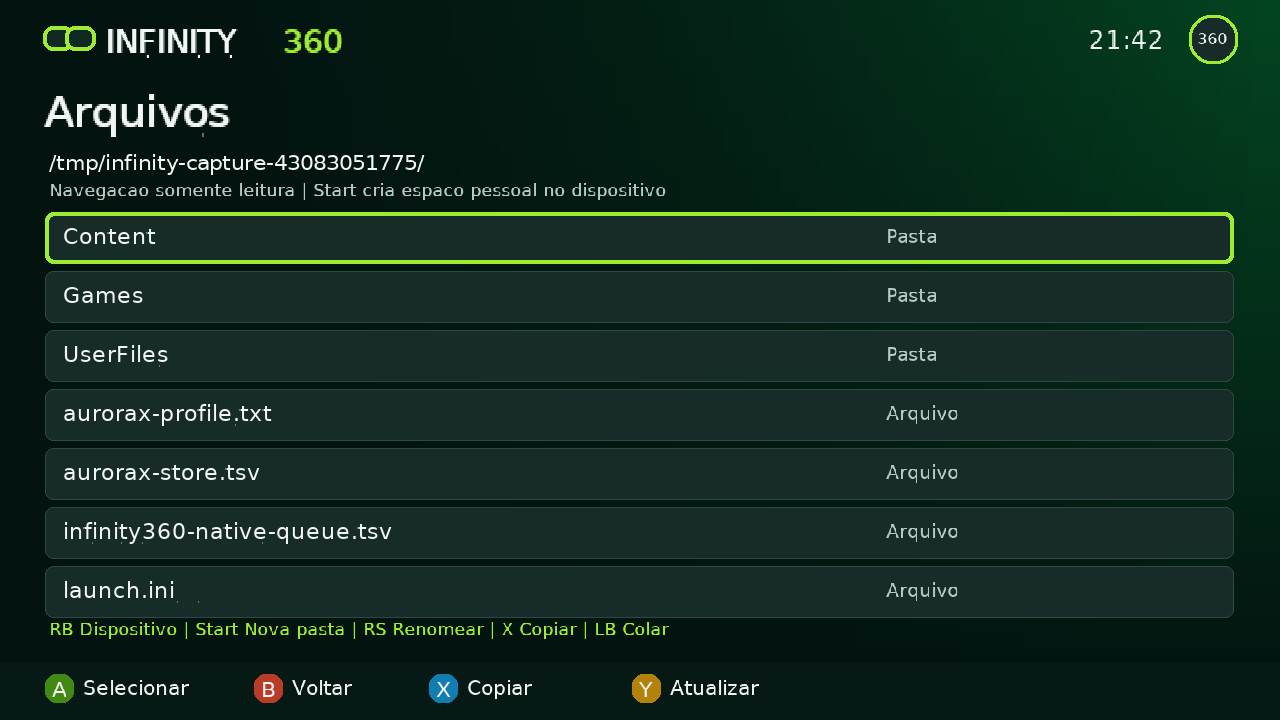 INFINITY 360 21:42 360
Arquivos
/tmp/infinity-capture-43083051775/
Navegacao somente leitura | Start cria espaco pessoal no dispositivo
Content Pasta
Games Pasta
UserFiles Pasta
aurorax-profile.txt Arquivo
aurorax-store.tsv Arquivo
infinity360-native-queue.tsv Arquivo
launch.ini Arquivo
RB Dispositivo | Start Nova pasta | RS Renomear | X Copiar | LB Colar
A Selecionar B Voltar X Copiar Y Atualizar